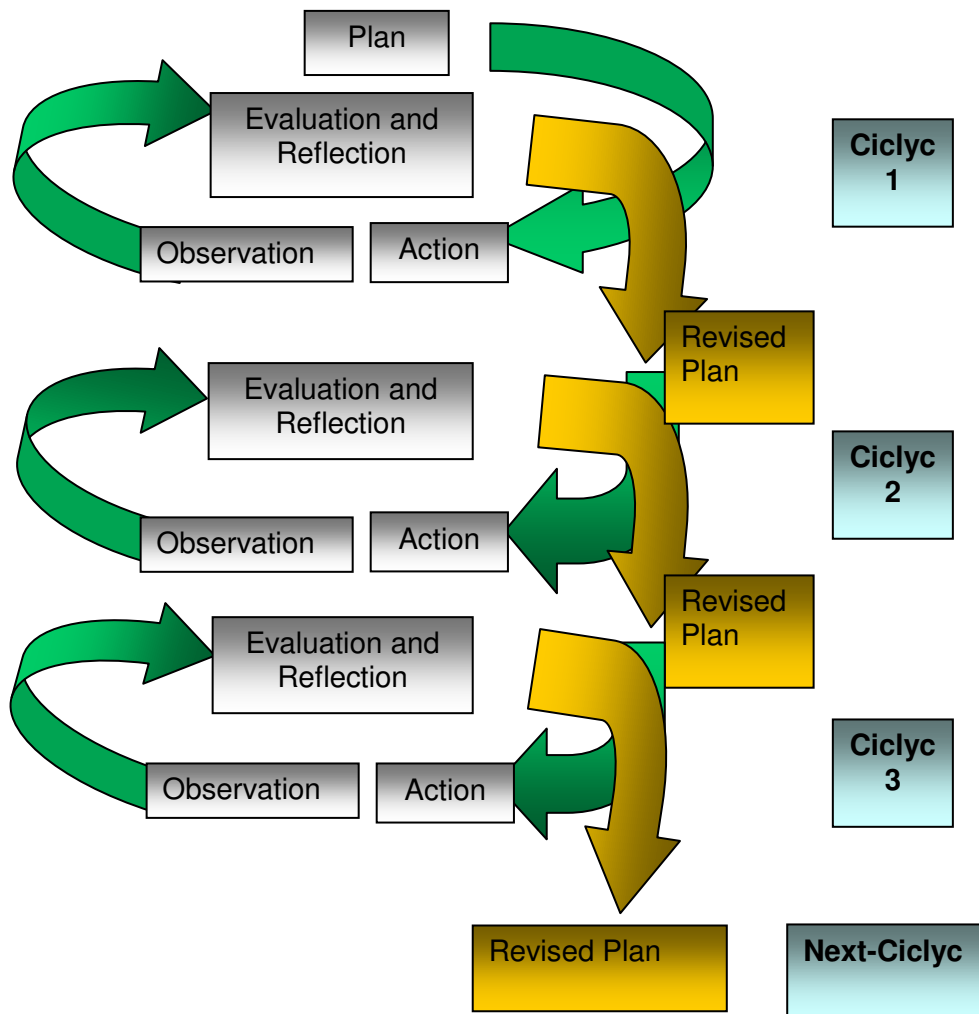 Plan
Evaluation and
Reflection
Ciclyc
1
Observation
Action
Revised
Plan
Evaluation and
Reflection
Ciclyc
2
Observation
Action
Revised
Plan
Evaluation and
Reflection
Ciclyc
3
Observation
Action
Revised Plan
Next-Ciclyc